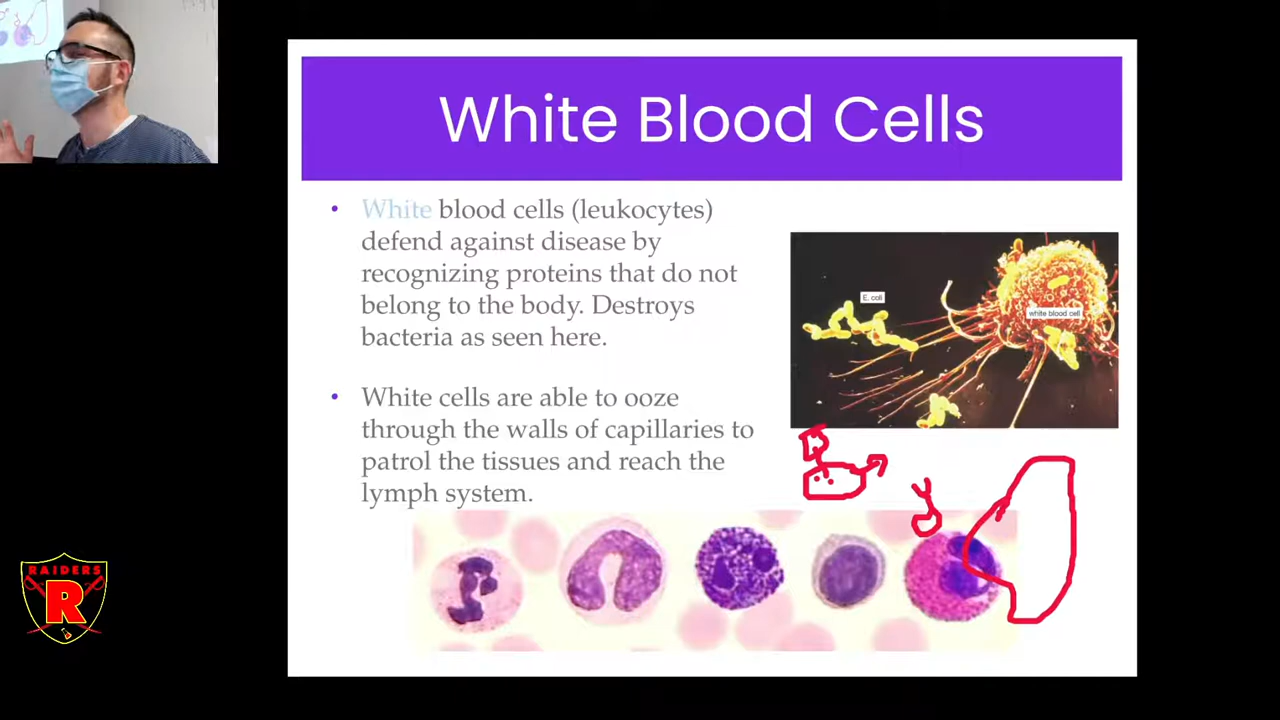 White Blood Cells
• White blood cells (leukocytes)
defend against disease by
recognizing proteins that do not
belong to the body. Destroys
bacteria as seen here.
• White cells are able to ooze
through the walls of capillaries to
patrol the tissues and reach the
lymph system.
E. coli
white blood cell
RAIDERS
R